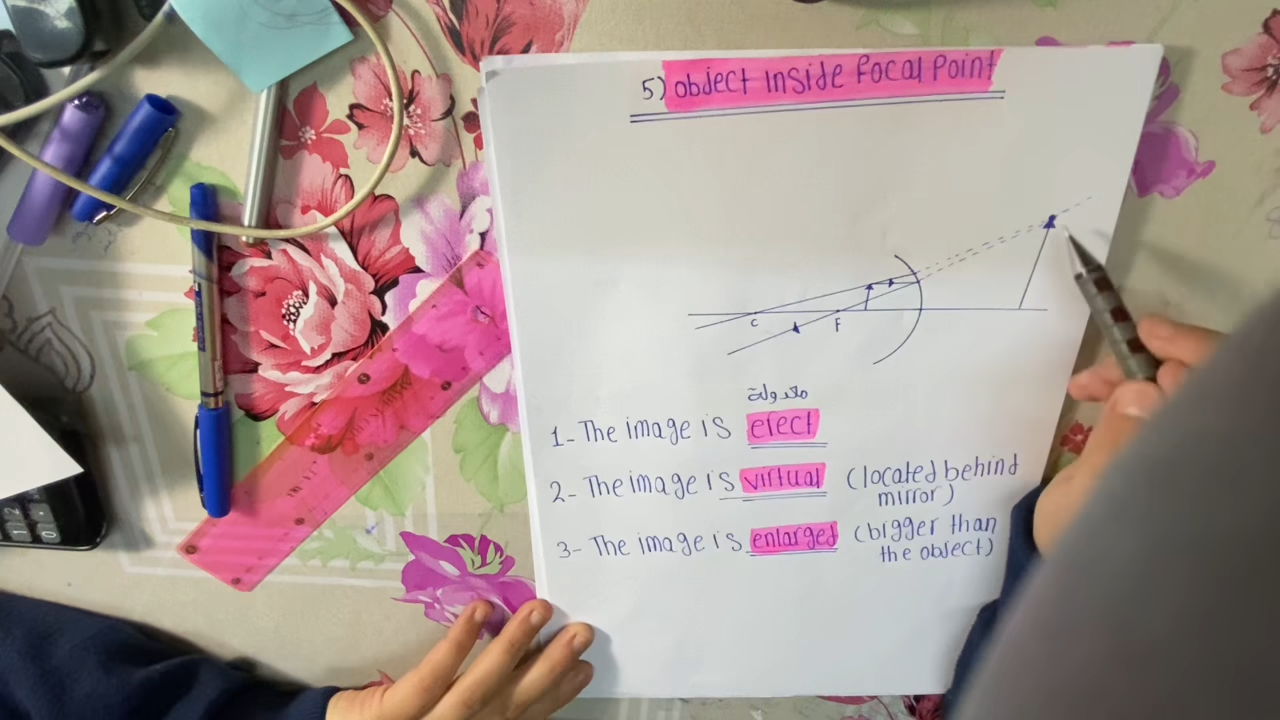 5) object Inside Focal Point
C
F
معدولة
1- The image is erect
2- The image is virtual (located behind
mirror)
3- The image is enlarged (bigger than
the object)